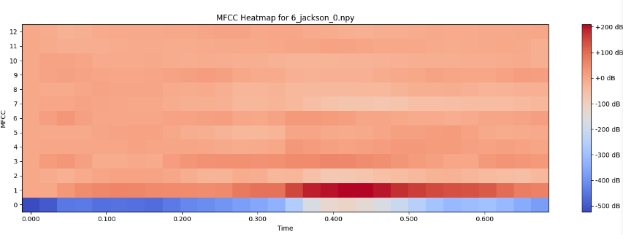 MFCC Heatmap for 6_jackson_0.npy
12
11
10
9
8
7
6
5
4
3
2
1
0
MFCC
0.000
0.100
0.200
0.300
0.400
0.500
0.600
Time
+200 dB
+100 dB
+0 dB
-100 dB
-200 dB
-300 dB
-400 dB
-500 dB